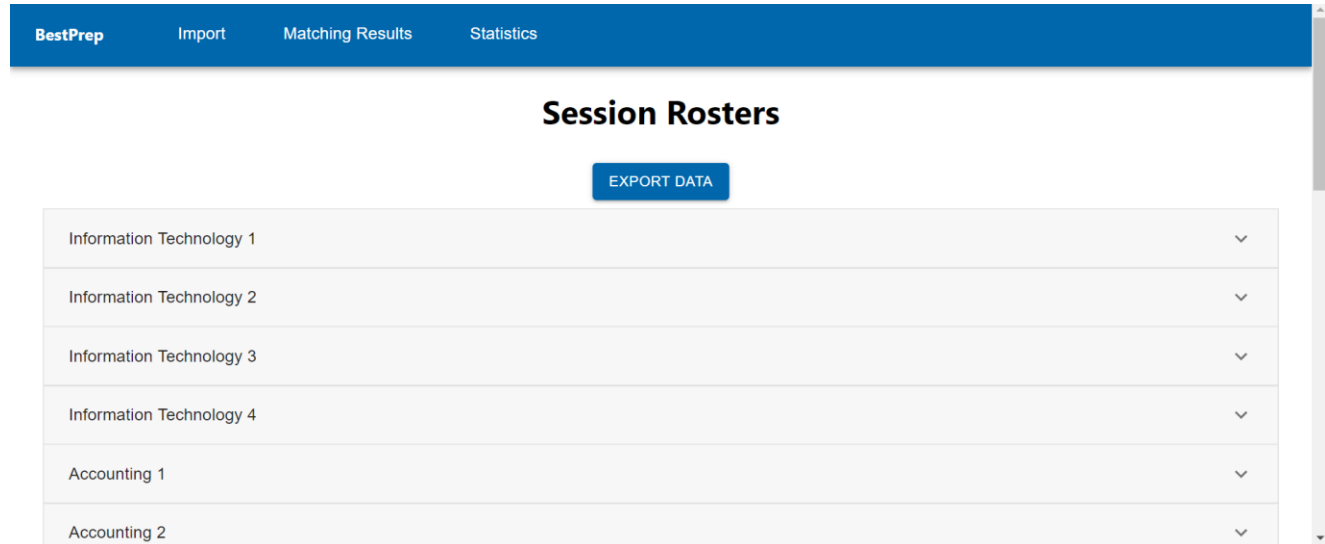 BestPrep Import Matching Results Statistics
Session Rosters
EXPORT DATA
Information Technology 1
Information Technology 2
Information Technology 3
Information Technology 4
Accounting 1
Accounting 2